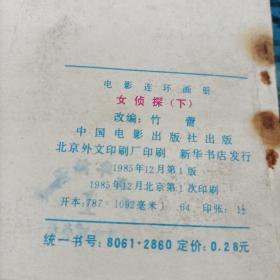 电影连环画册
女侦探(下)
改编:竹 蕾
中国电影出版社出版
北京外文印刷厂印刷 新华书店发行
1985年12月第1版
1985年12月北京第1次印刷
开本:787·1092毫米 1/64 印张:1½
统一书号:8061·2860 定价:0.28元